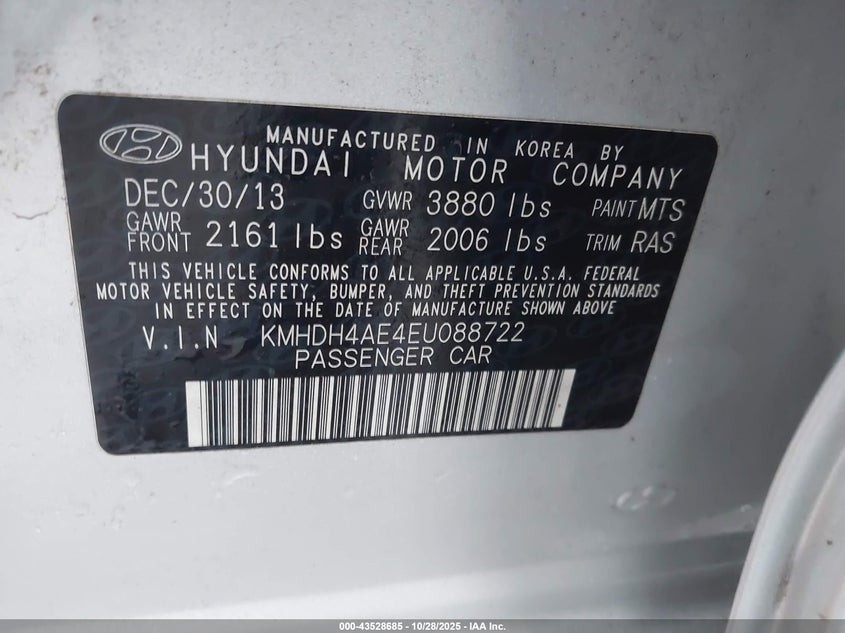 MANUFACTURED IN KOREA BY
HYUNDAI MOTOR COMPANY
DEC/30/13 GVWR 3880 lbs PAINT MTS
GAWR FRONT 2161 lbs GAWR REAR 2006 lbs TRIM RAS
THIS VEHICLE CONFORMS TO ALL APPLICABLE U.S.A. FEDERAL
MOTOR VEHICLE SAFETY, BUMPER, AND THEFT PREVENTION STANDARDS
IN EFFECT ON THE DATE OF MANUFACTURE SHOWN ABOVE
V.I.N KMHDH4AE4EU088722
PASSENGER CAR
000-43528685 - 10/28/2025 - IAA Inc.